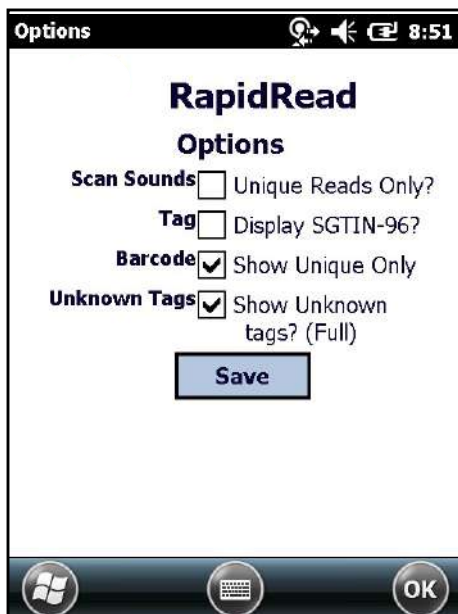 Options 8:51
RapidRead
Options
Scan Sounds Unique Reads Only?
Tag Display SGTIN-96?
Barcode Show Unique Only
Unknown Tags Show Unknown
tags? (Full)
Save
OK